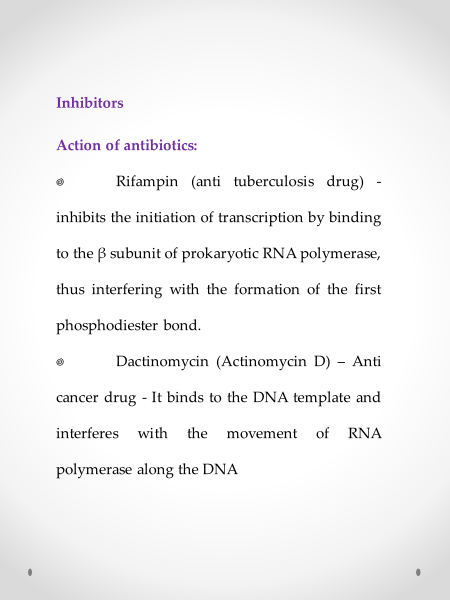 Inhibitors
Action of antibiotics:
Rifampin (anti tuberculosis drug) -
inhibits the initiation of transcription by binding
to the β subunit of prokaryotic RNA polymerase,
thus interfering with the formation of the first
phosphodiester bond.
Dactinomycin (Actinomycin D) – Anti
cancer drug - It binds to the DNA template and
interferes with the movement of RNA
polymerase along the DNA